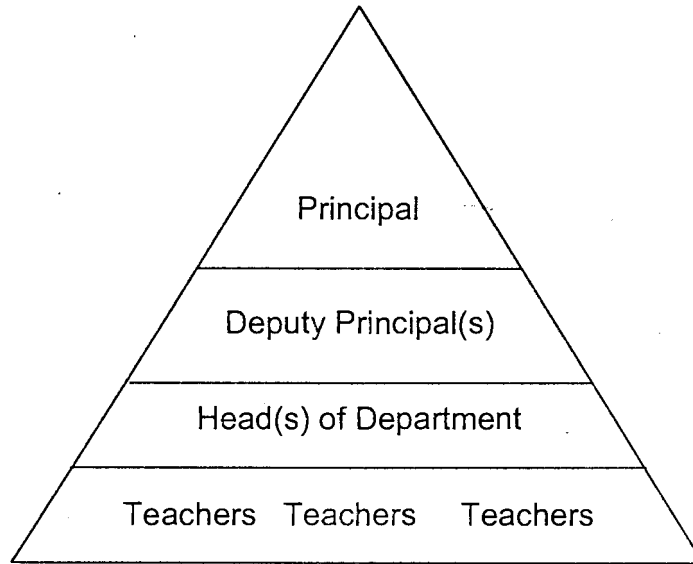 Principal
Deputy Principal(s)
Head(s) of Department
Teachers Teachers Teachers